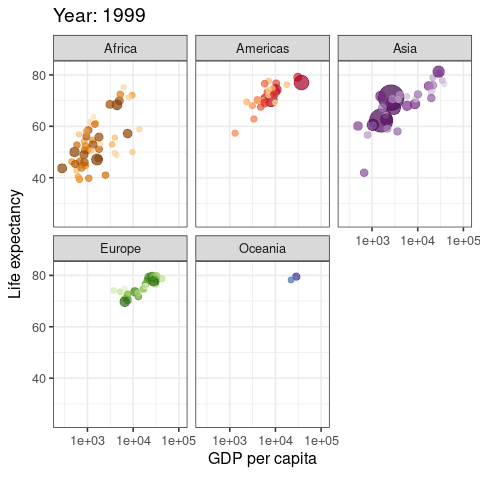 Year: 1999
Africa
Americas
Asia
80
60
40
1e+03 1e+04 1e+05
Life expectancy
Europe
Oceania
80
60
40
1e+03 1e+04 1e+05
1e+03 1e+04 1e+05
GDP per capita